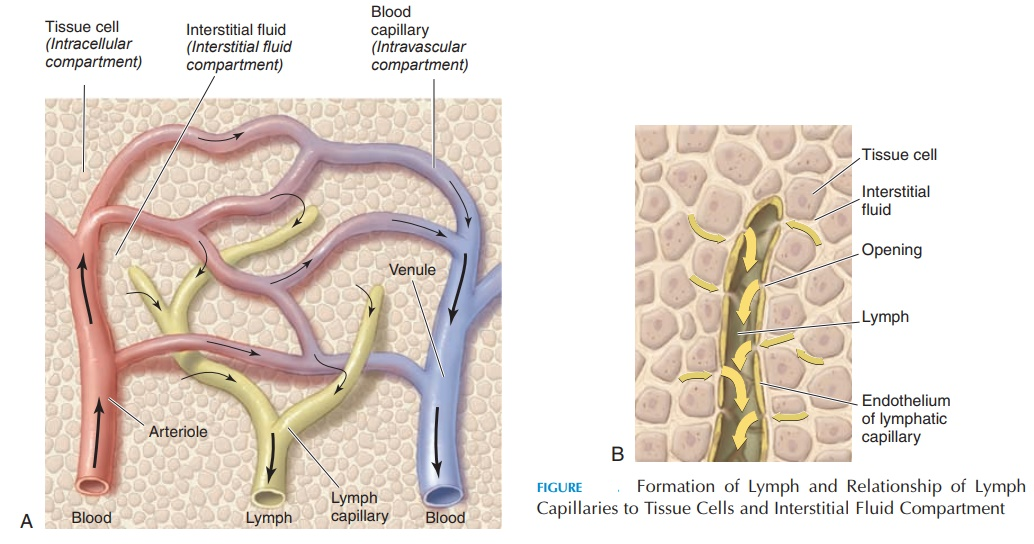 Tissue cell
(Intracellular
compartment)
Interstitial fluid
(Interstitial fluid
compartment)
Blood
capillary
(Intravascular
compartment)
Venule
Arteriole
Lymph
capillary
A
Blood
Lymph
Blood
Tissue cell
Interstitial
fluid
Opening
Lymph
Endothelium
of lymphatic
capillary
B
FIGURE . Formation of Lymph and Relationship of Lymph
Capillaries to Tissue Cells and Interstitial Fluid Compartment